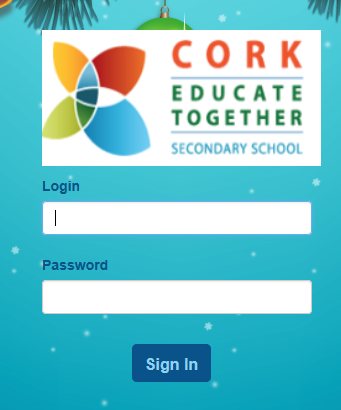 CORK
EDUCATE
TOGETHER
SECONDARY SCHOOL
Login
Password
Sign In